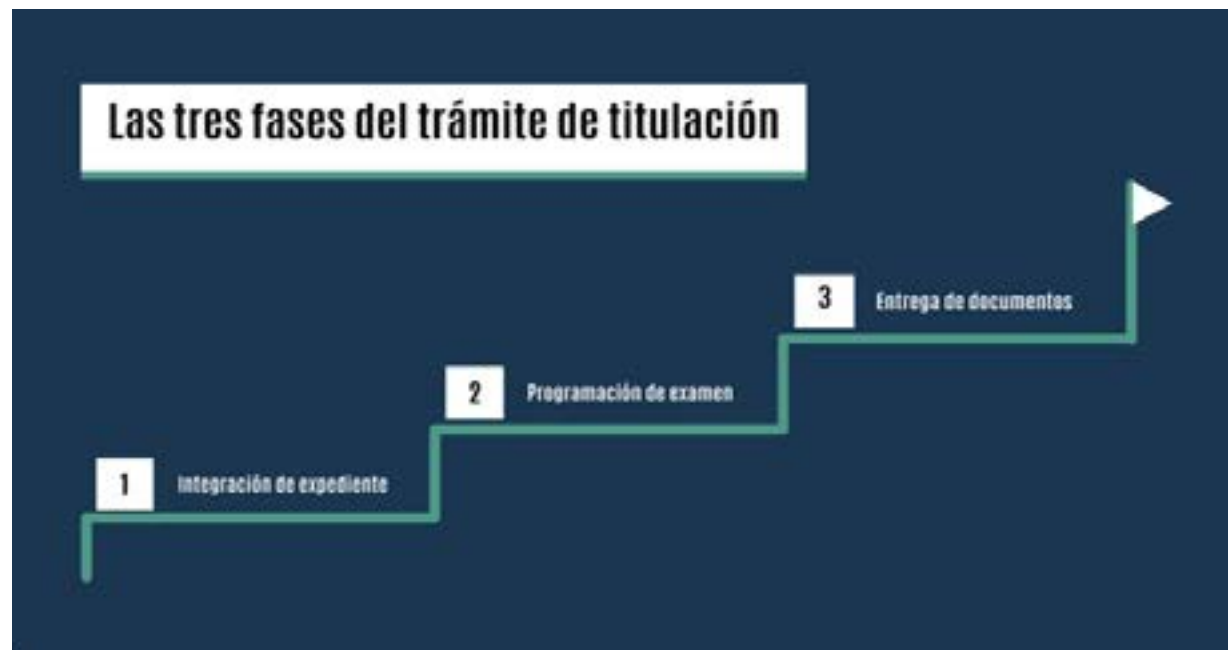 Las tres fases del trámite de titulación
1 Integración de expediente
2 Programación de examen
3 Entrega de documentos